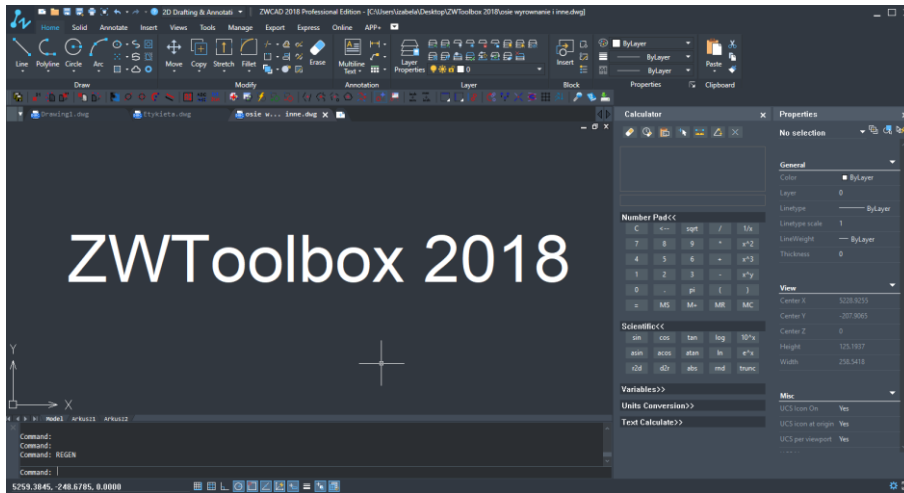 2D Drafting & Annotati
ZWCAD 2018 Professional Edition - [C:\Users\izabela\Desktop\ZWToolbox 2018\osie wyrownanie i inne.dwg]
Home Solid Annotate Insert Views Tools Manage Export Express Online APP+
Line Polyline Circle Arc Move Copy Stretch Fillet Erase Multiline Text Layer Properties Insert Paste
ByLayer
ByLayer
ByLayer
0
Draw Modify Annotation Layer Block Properties Clipboard
Drawing1.dwg Etykiete.dwg osie w... inne.dwg
ZWToolbox 2018
Y
X
Model Arkusz1 Arkusz2
Command:
Command:
Command: REGEN
Command:
5259.3845, -248.6785, 0.0000
Calculator
Number Pad<<
C <-- sqrt / 1/x
7 8 9 * x^2
4 5 6 + x^3
1 2 3 - x^y
0 . pi ( )
= MS M+ MR MC
Scientific<<
sin cos tan log 10^x
asin acos atan ln e^x
r2d d2r abs rnd trunc
Variables>>
Units Conversion>>
Text Calculate>>
Properties
No selection
General
Color ByLayer
Layer 0
Linetype ByLayer
Linetype scale 1
LineWeight ByLayer
Thickness 0
View
Center X 5228.9255
Center Y -207.9065
Center Z 0
Height 125.1937
Width 258.5418
Misc
UCS Icon On Yes
UCS icon at origin Yes
UCS per viewport Yes